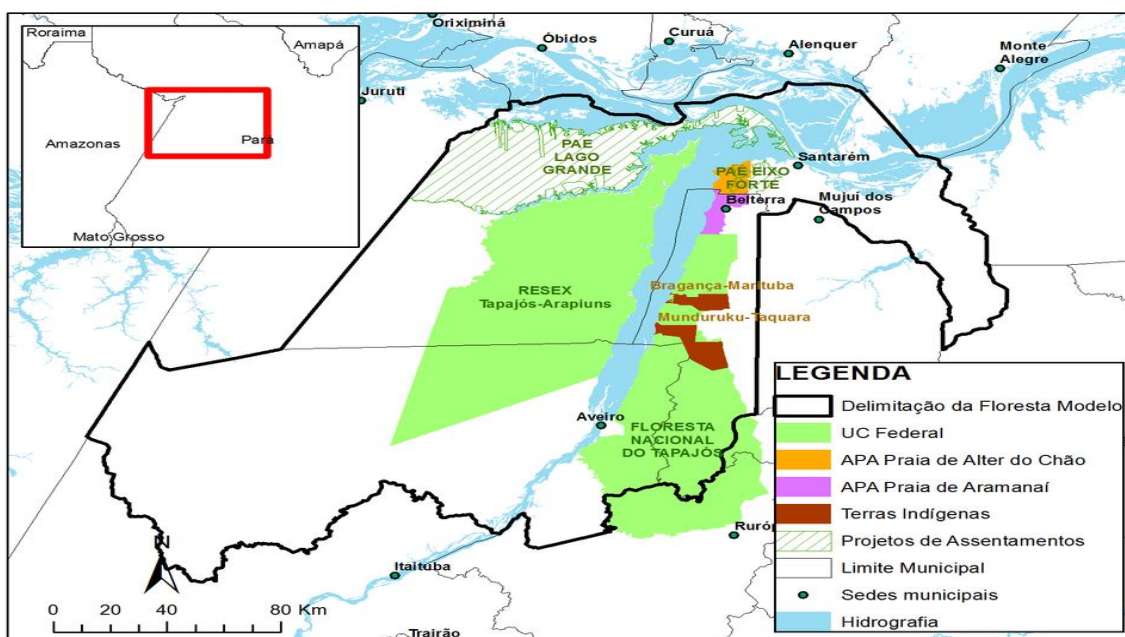 Roraima
Amapá
Amazonas
Pará
Mato Grosso
Oriximiná
Óbidos
Curuá
Alenquer
Monte
Alegre
Juruti
PAE
LAGO
GRANDE
PAE EIXO
FORTE
Santarém
Belterra
Mujuí dos
Campos
RESEX
Tapajós-Arapiuns
Bragança-Marituba
Munduruku-Taquara
Aveiro
FLORESTA
NACIONAL
DO TAPAJÓS
Ruróp
Itaituba
Trairão
N
0 20 40 80 Km
LEGENDA
Delimitação da Floresta Modelo
UC Federal
APA Praia de Alter do Chão
APA Praia de Aramanaí
Terras Indígenas
Projetos de Assentamentos
Limite Municipal
Sedes municipais
Hidrografia